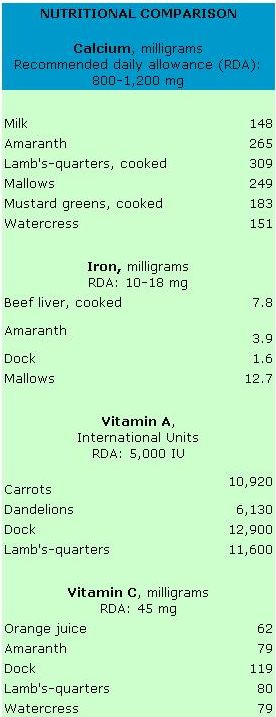 NUTRITIONAL COMPARISON
Calcium, milligrams
Recommended daily allowance (RDA):
800-1,200 mg
Milk 148
Amaranth 265
Lamb's-quarters, cooked 309
Mallows 249
Mustard greens, cooked 183
Watercress 151
Iron, milligrams
RDA: 10-18 mg
Beef liver, cooked 7.8
Amaranth 3.9
Dock 1.6
Mallows 12.7
Vitamin A,
International Units
RDA: 5,000 IU
Carrots 10,920
Dandelions 6,130
Dock 12,900
Lamb's-quarters 11,600
Vitamin C, milligrams
RDA: 45 mg
Orange juice 62
Amaranth 79
Dock 119
Lamb's-quarters 80
Watercress 79